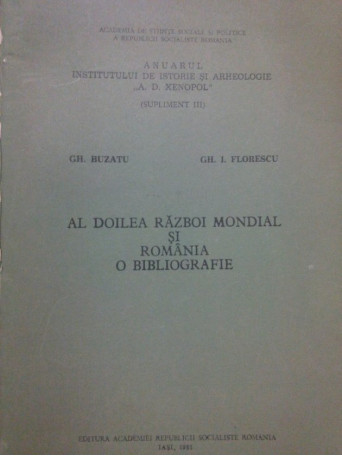 ACADEMIA DE ȘTIINȚE SOCIALE ȘI POLITICE
A REPUBLICII SOCIALISTE ROMÂNIA
ANUARUL
INSTITUTULUI DE ISTORIE ȘI ARHEOLOGIE
„A. D. XENOPOL"
(SUPLIMENT III)
GH. BUZATU GH. I. FLORESCU
AL DOILEA RĂZBOI MONDIAL
ȘI
ROMÂNIA
O BIBLIOGRAFIE
EDITURA ACADEMIEI REPUBLICII SOCIALISTE ROMÂNIA
IAȘI, 1981